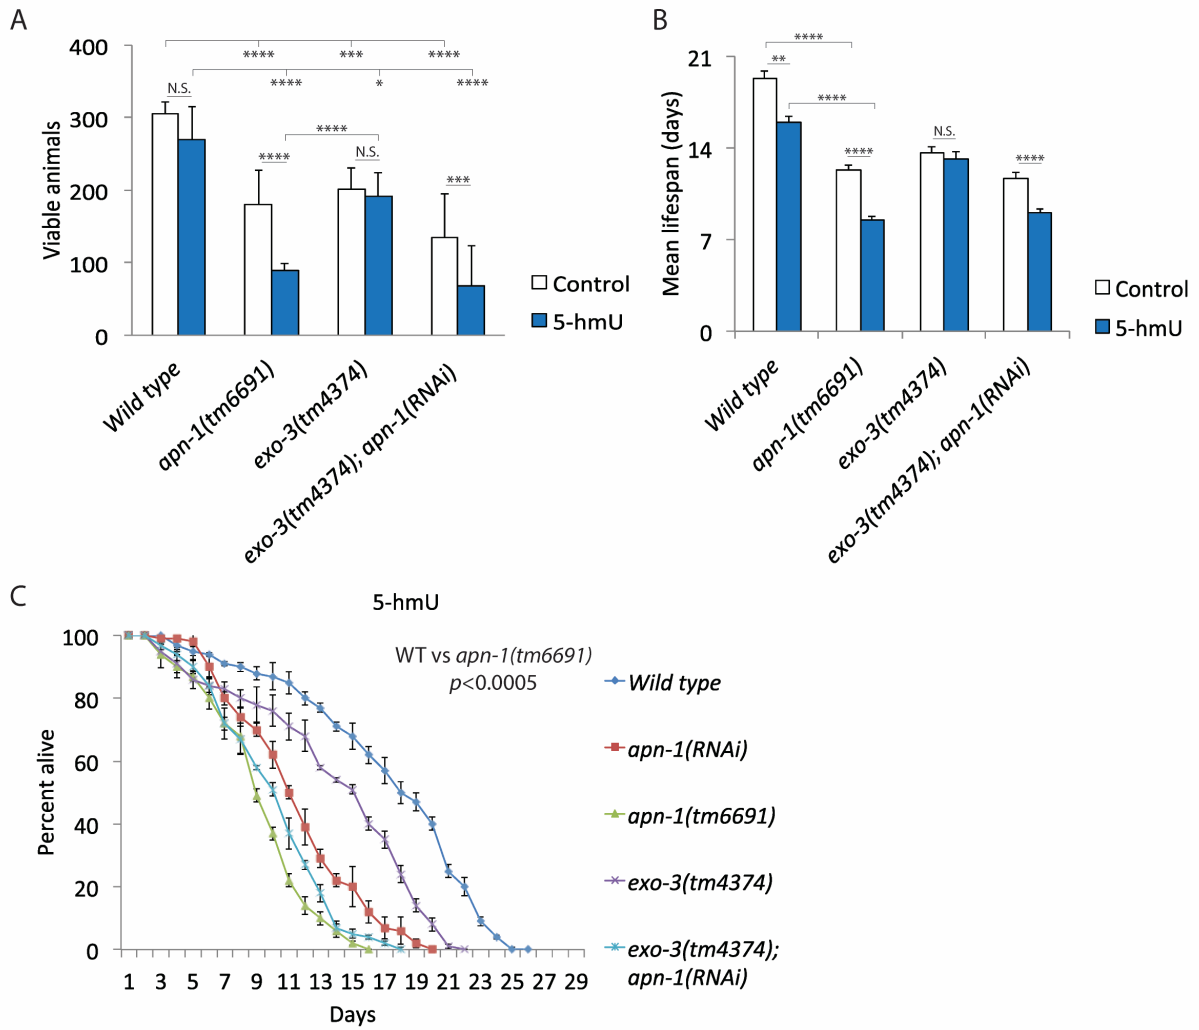 A
400
300
200
100
0
Viable animals
**** *** ****
**** * ****
N.S.
****
****
N.S.
***
Control
5-hmU
Wild type
apn-1(tm6691)
exo-3(tm4374)
exo-3(tm4374); apn-1(RNAi)
B
21
14
7
0
Mean lifespan (days)
****
**
****
****
N.S.
****
Control
5-hmU
Wild type
apn-1(tm6691)
exo-3(tm4374)
exo-3(tm4374); apn-1(RNAi)
C
5-hmU
WT vs apn-1(tm6691)
p<0.0005
100
80
60
40
20
0
Percent alive
1 3 5 7 9 11 13 15 17 19 21 23 25 27 29
Days
Wild type
apn-1(RNAi)
apn-1(tm6691)
exo-3(tm4374)
exo-3(tm4374);
apn-1(RNAi)